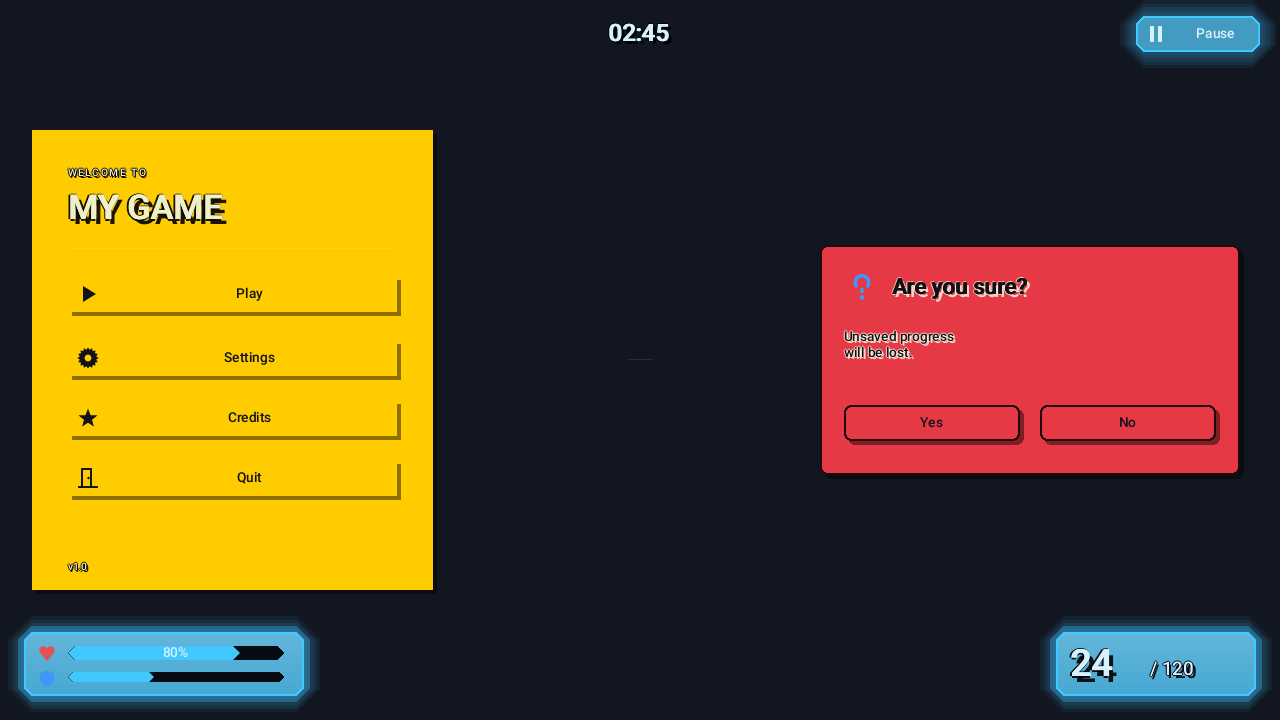 02:45
Pause
WELCOME TO
MY GAME
Play
Settings
Credits
Quit
v1.0
Are you sure?
Unsaved progress
will be lost.
Yes
No
80%
24 / 120